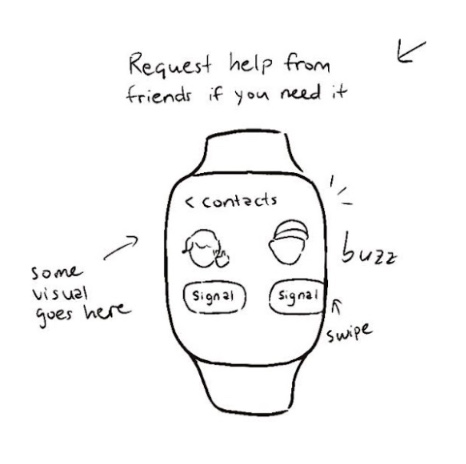 Request help from
friends if you need it
< Contacts
buzz
Signal
Signal
some
visual
goes here
swipe